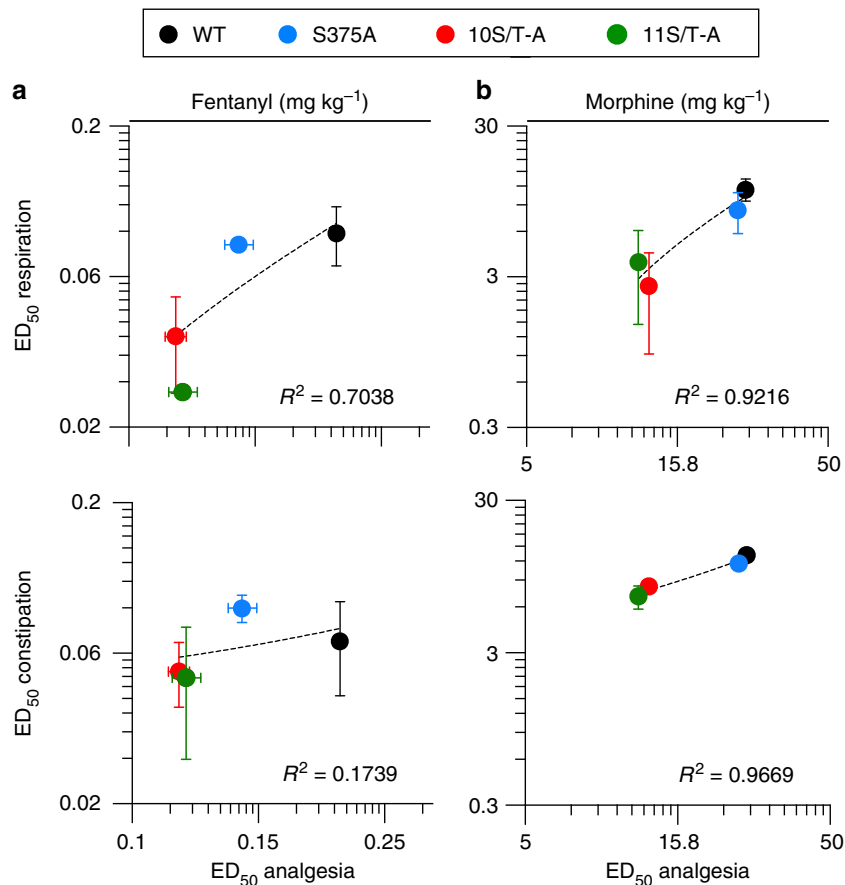 WT S375A 10S/T-A 11S/T-A
a b
Fentanyl (mg kg⁻¹) Morphine (mg kg⁻¹)
0.2
ED₅₀ respiration
0.06
R² = 0.7038
0.02
30
3
R² = 0.9216
0.3
5 15.8 50
0.2
ED₅₀ constipation
0.06
R² = 0.1739
0.02
0.1 0.15 0.25
ED₅₀ analgesia
30
3
R² = 0.9669
0.3
5 15.8 50
ED₅₀ analgesia